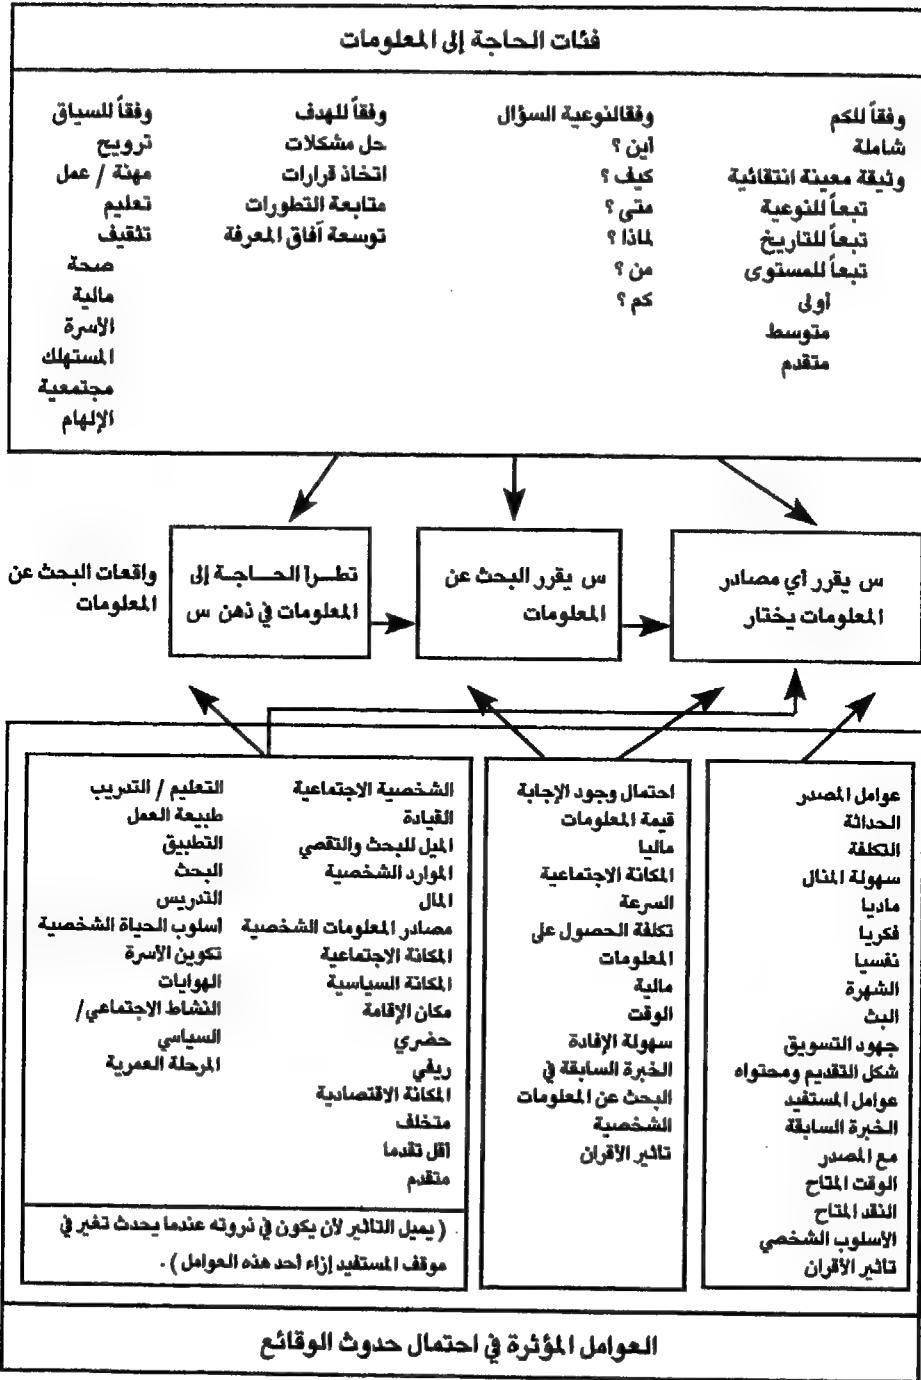 فئات الحاجة إلى المعلومات
وفقاً للكم
شاملة
وثيقة معينة انتقائية
تبعاً للنوعية
تبعاً للتاريخ
تبعاً للمستوى
أولى
متوسط
متقدم
وفقالنوعية السؤال
أين ؟
كيف ؟
متى ؟
لماذا ؟
من ؟
كم ؟
وفقاً للهدف
حل مشكلات
اتخاذ قرارات
متابعة التطورات
توسعة آفاق المعرفة
وفقاً للسياق
ترويح
مهنة / عمل
تعليم
تثقيف
صحة
مالية
الأسرة
المستهلك
مجتمعية
الإلهام
س يقرر أي مصادر
المعلومات يختار
س يقرر البحث عن
المعلومات
تطـــرأ الحـــاجـــة إلى
المعلومات في ذهن س
واقعات البحث عن
المعلومات
عوامل المصدر
الحداثة
التكلفة
سهولة المنال
ماديا
فكريا
نفسيا
الشهرة
البث
جهود التسويق
شكل التقديم ومحتواه
عوامل المستفيد
الخبرة السابقة
مع المصدر
الوقت المتاح
النقد المتاح
الأسلوب الشخصي
تأثير الأقران
احتمال وجود الإجابة
قيمة المعلومات
ماليا
المكانة الاجتماعية
السرعة
تكلفة الحصول على
المعلومات
مالية
الوقت
سهولة الإفادة
الخبرة السابقة في
البحث عن المعلومات
الشخصية
تأثير الأقران
الشخصية الاجتماعية
القيادة
الميل للبحث والتقصي
الموارد الشخصية
المال
مصادر المعلومات الشخصية
المكانة الاجتماعية
المكانة السياسية
مكان الإقامة
حضري
ريفي
المكانة الاقتصادية
متخلف
أقل تقدما
متقدم
التعليم / التدريب
طبيعة العمل
التطبيق
البحث
التدريس
أسلوب الحياة الشخصية
تكوين الأسرة
الهوايات
النشاط الاجتماعي/
السياسي
المرحلة العمرية
( يميل التأثير لأن يكون في ذروته عندما يحدث تغير في
موقف المستفيد إزاء أحد هذه العوامل ) .
العوامل المؤثرة في احتمال حدوث الوقائع